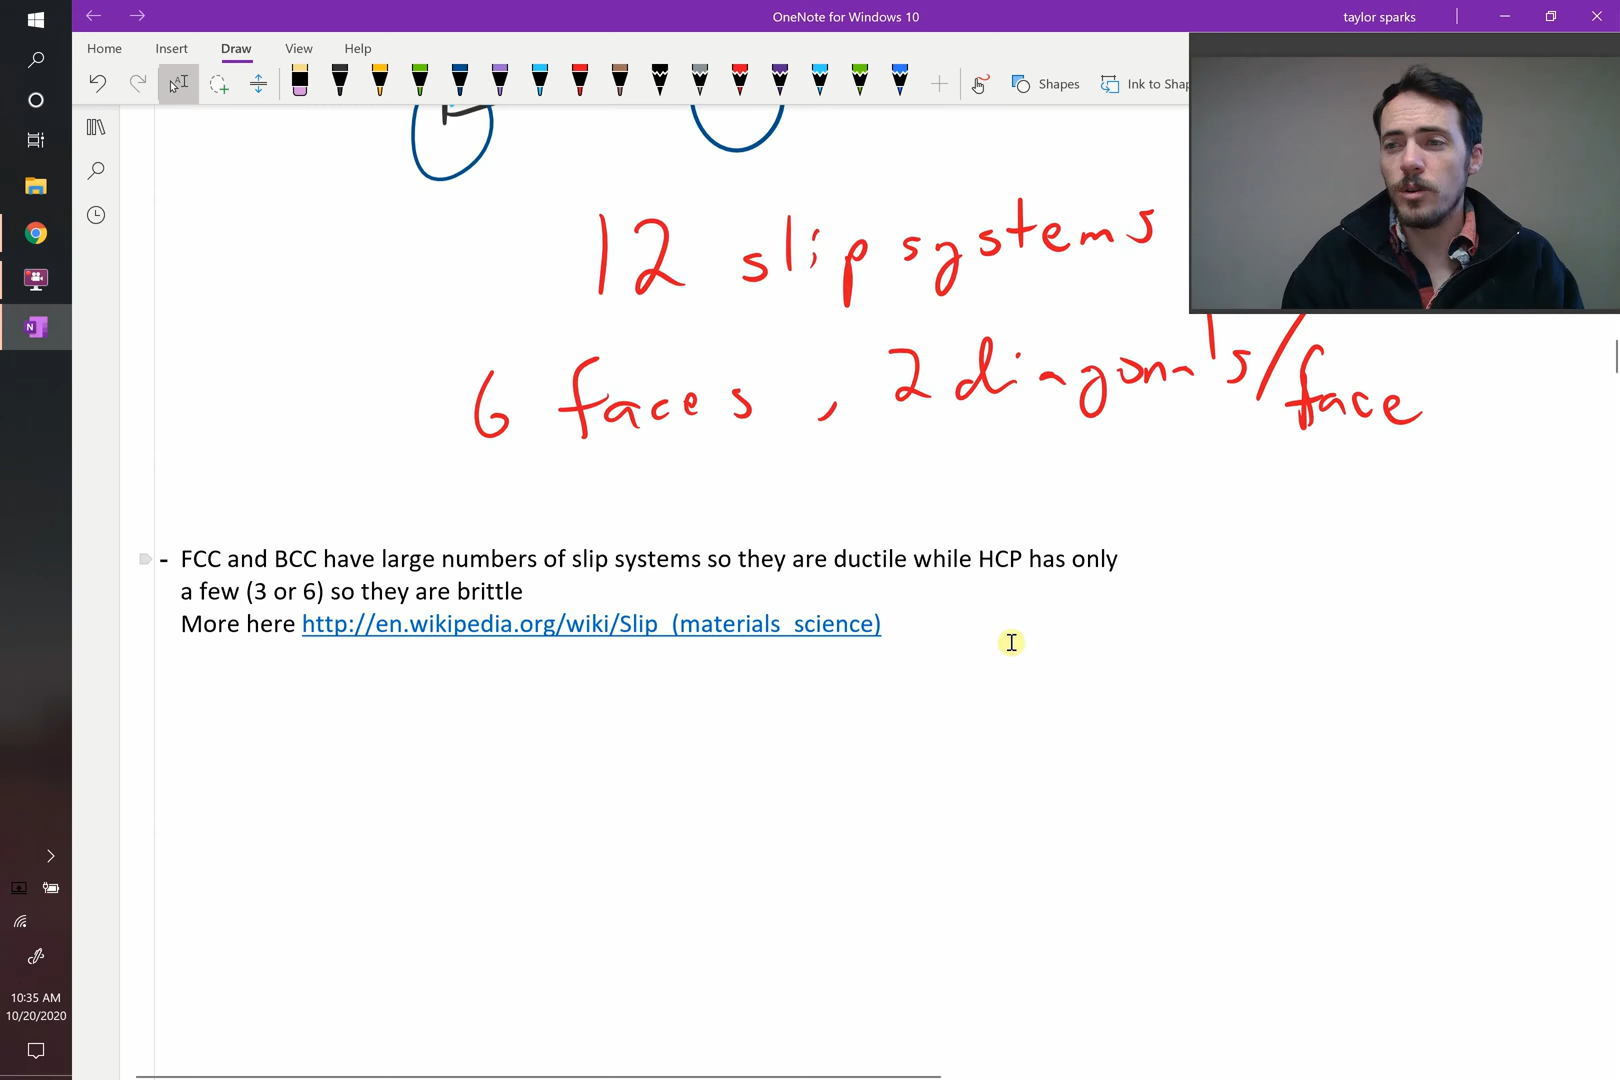 OneNote for Windows 10
taylor sparks
Home Insert Draw View Help
Shapes
Ink to Shap
12 slip systems
6 faces, 2 diagonals/face
- FCC and BCC have large numbers of slip systems so they are ductile while HCP has only
a few (3 or 6) so they are brittle
More here http://en.wikipedia.org/wiki/Slip_(materials_science)
10:35 AM
10/20/2020